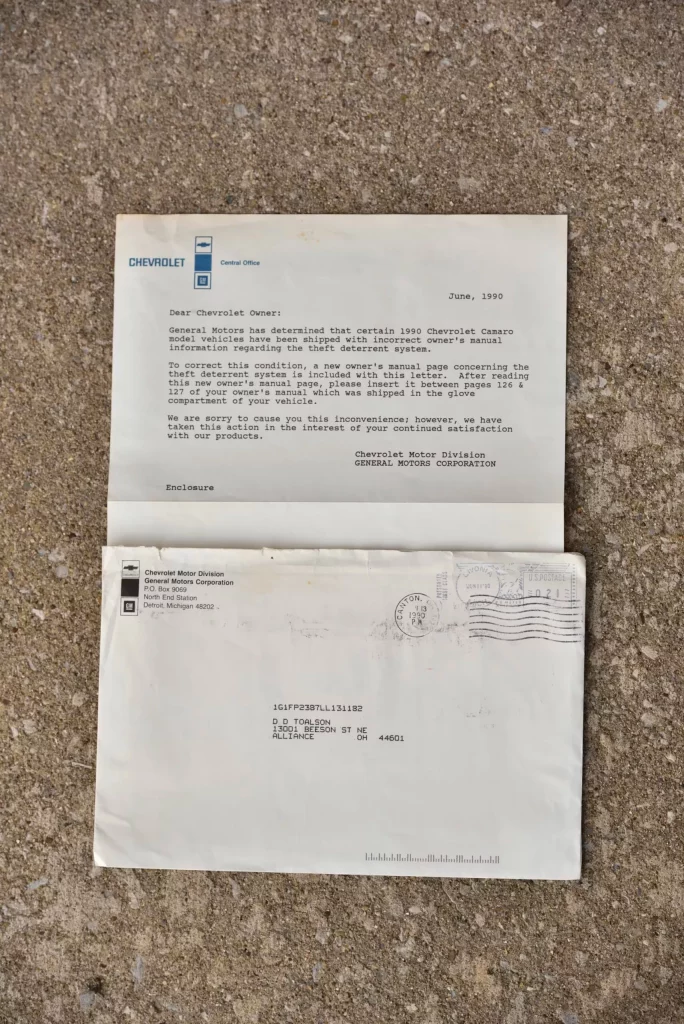 CHEVROLET
Central Office
June, 1990
Dear Chevrolet Owner:
General Motors has determined that certain 1990 Chevrolet Camaro
model vehicles have been shipped with incorrect owner's manual
information regarding the theft deterrent system.
To correct this condition, a new owner's manual page concerning the
theft deterrent system is included with this letter. After reading
this new owner's manual page, please insert it between pages 126 &
127 of your owner's manual which was shipped in the glove
compartment of your vehicle.
We are sorry to cause you this inconvenience; however, we have
taken this action in the interest of your continued satisfaction
with our products.
Chevrolet Motor Division
GENERAL MOTORS CORPORATION
Enclosure
Chevrolet Motor Division
General Motors Corporation
P.O. Box 9069
North End Station
Detroit, Michigan 48202
GM
U.S. POSTAGE
CANTON,
1990
PM
1G1FP23B7LL131182
D D TOALSON
13001 BEESON ST NE
ALLIANCE OH 44601